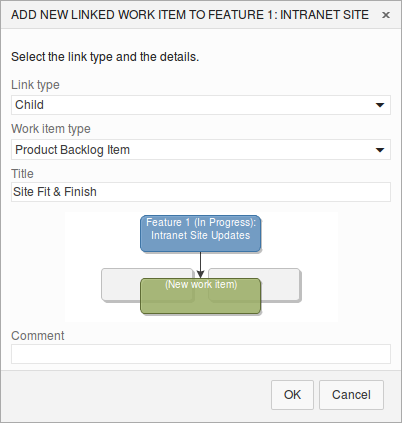 ADD NEW LINKED WORK ITEM TO FEATURE 1: INTRANET SITE ×
Select the link type and the details.
Link type
Child
Work item type
Product Backlog Item
Title
Site Fit & Finish
Feature 1 (In Progress):
Intranet Site Updates
(New work item)
Comment
OK Cancel